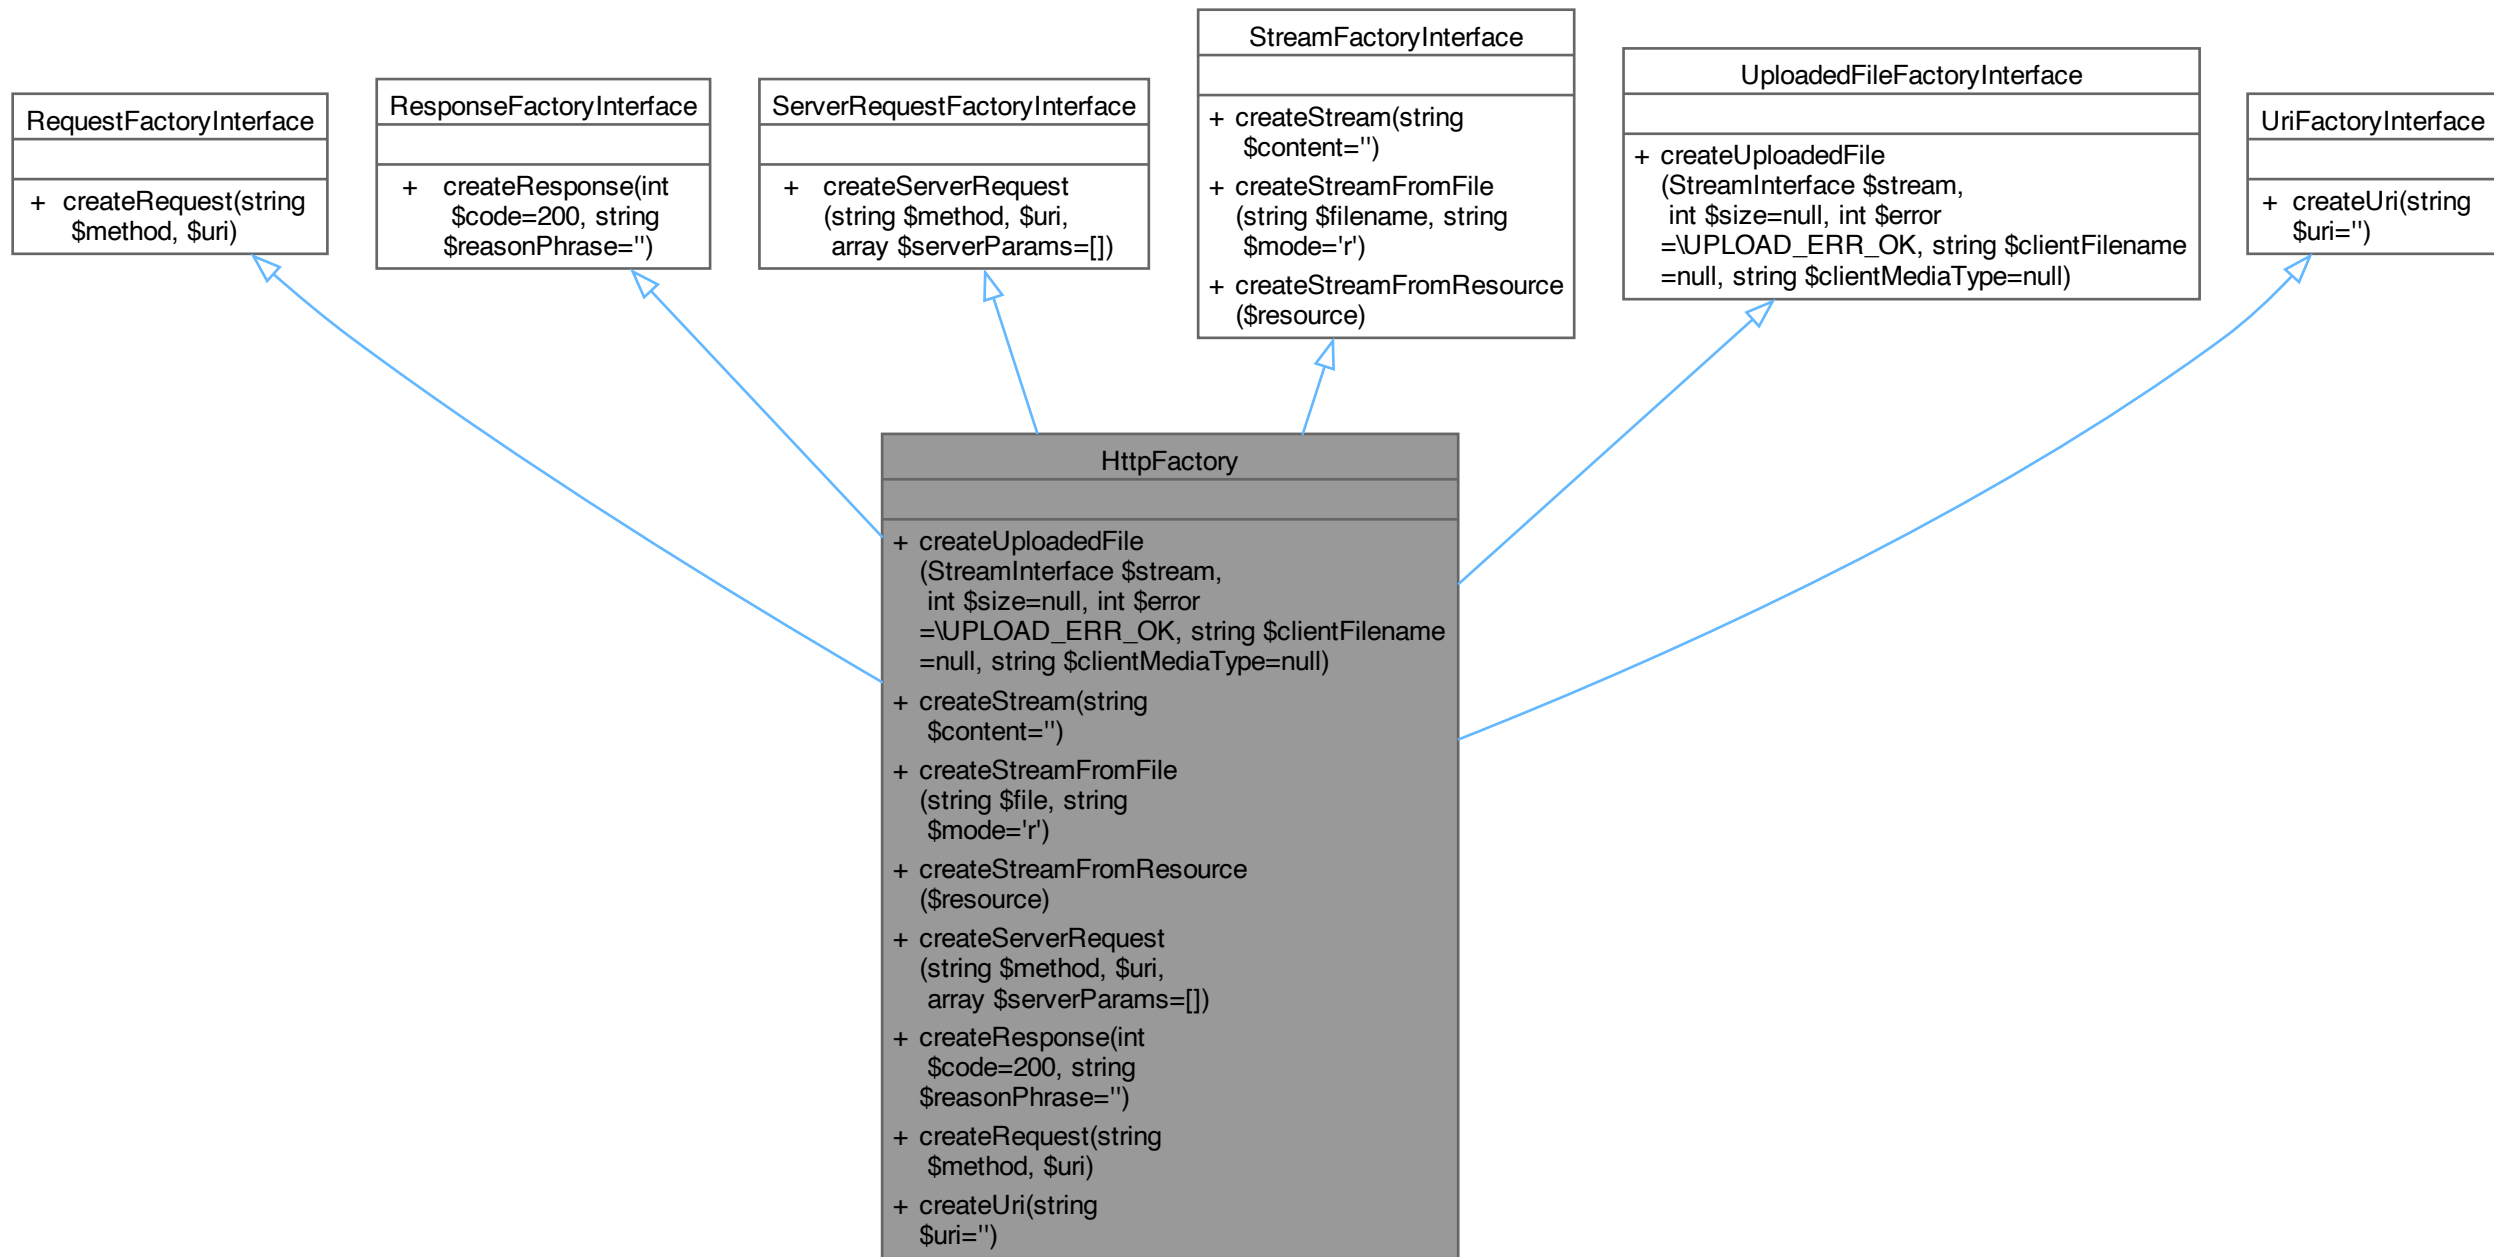 RequestFactoryInterface
+ createRequest(string
$method, $uri)
ResponseFactoryInterface
+ createResponse(int
$code=200, string
$reasonPhrase='')
ServerRequestFactoryInterface
+ createServerRequest
(string $method, $uri,
array $serverParams=[])
StreamFactoryInterface
+ createStream(string
$content='')
+ createStreamFromFile
(string $filename, string
$mode='r')
+ createStreamFromResource
($resource)
UploadedFileFactoryInterface
+ createUploadedFile
(StreamInterface $stream,
int $size=null, int $error
=\UPLOAD_ERR_OK, string $clientFilename
=null, string $clientMediaType=null)
UriFactoryInterface
+ createUri(string
$uri='')
HttpFactory
+ createUploadedFile
(StreamInterface $stream,
int $size=null, int $error
=\UPLOAD_ERR_OK, string $clientFilename
=null, string $clientMediaType=null)
+ createStream(string
$content='')
+ createStreamFromFile
(string $file, string
$mode='r')
+ createStreamFromResource
($resource)
+ createServerRequest
(string $method, $uri,
array $serverParams=[])
+ createResponse(int
$code=200, string
$reasonPhrase='')
+ createRequest(string
$method, $uri)
+ createUri(string
$uri='')